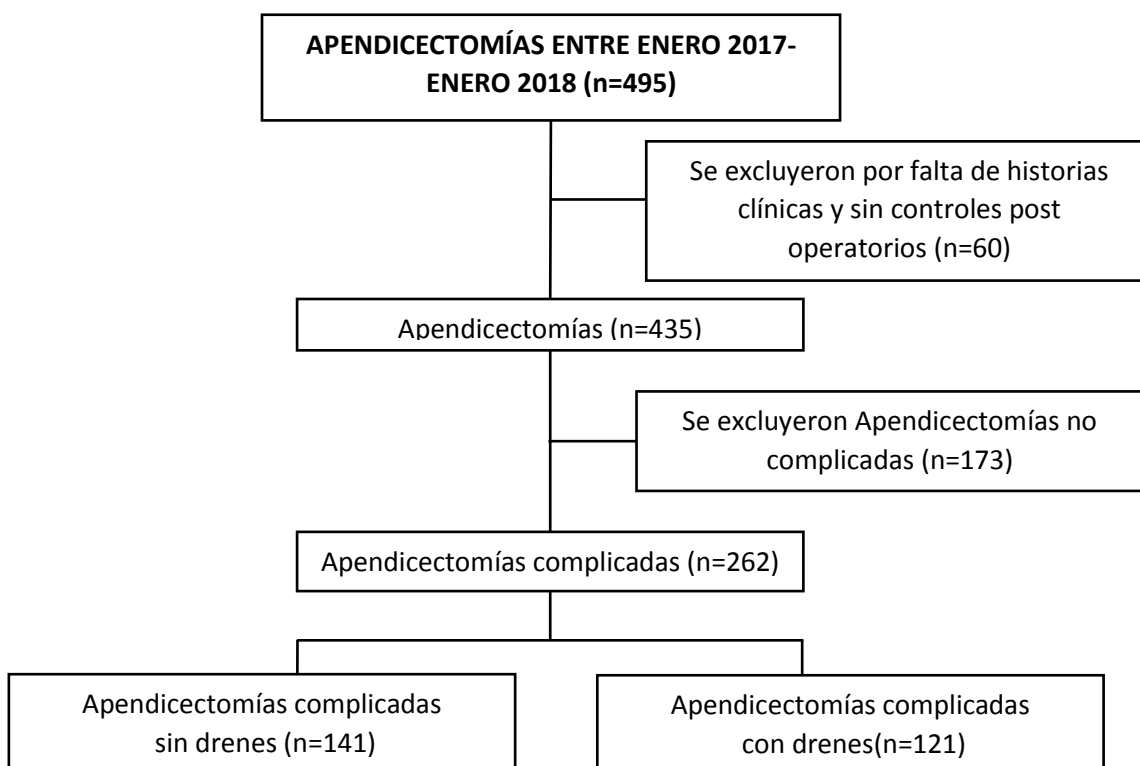 APENDICECTOMÍAS ENTRE ENERO 2017-
ENERO 2018 (n=495)
Se excluyeron por falta de historias
clínicas y sin controles post
operatorios (n=60)
Apendicectomías (n=435)
Se excluyeron Apendicectomías no
complicadas (n=173)
Apendicectomías complicadas (n=262)
Apendicectomías complicadas
sin drenes (n=141)
Apendicectomías complicadas
con drenes(n=121)